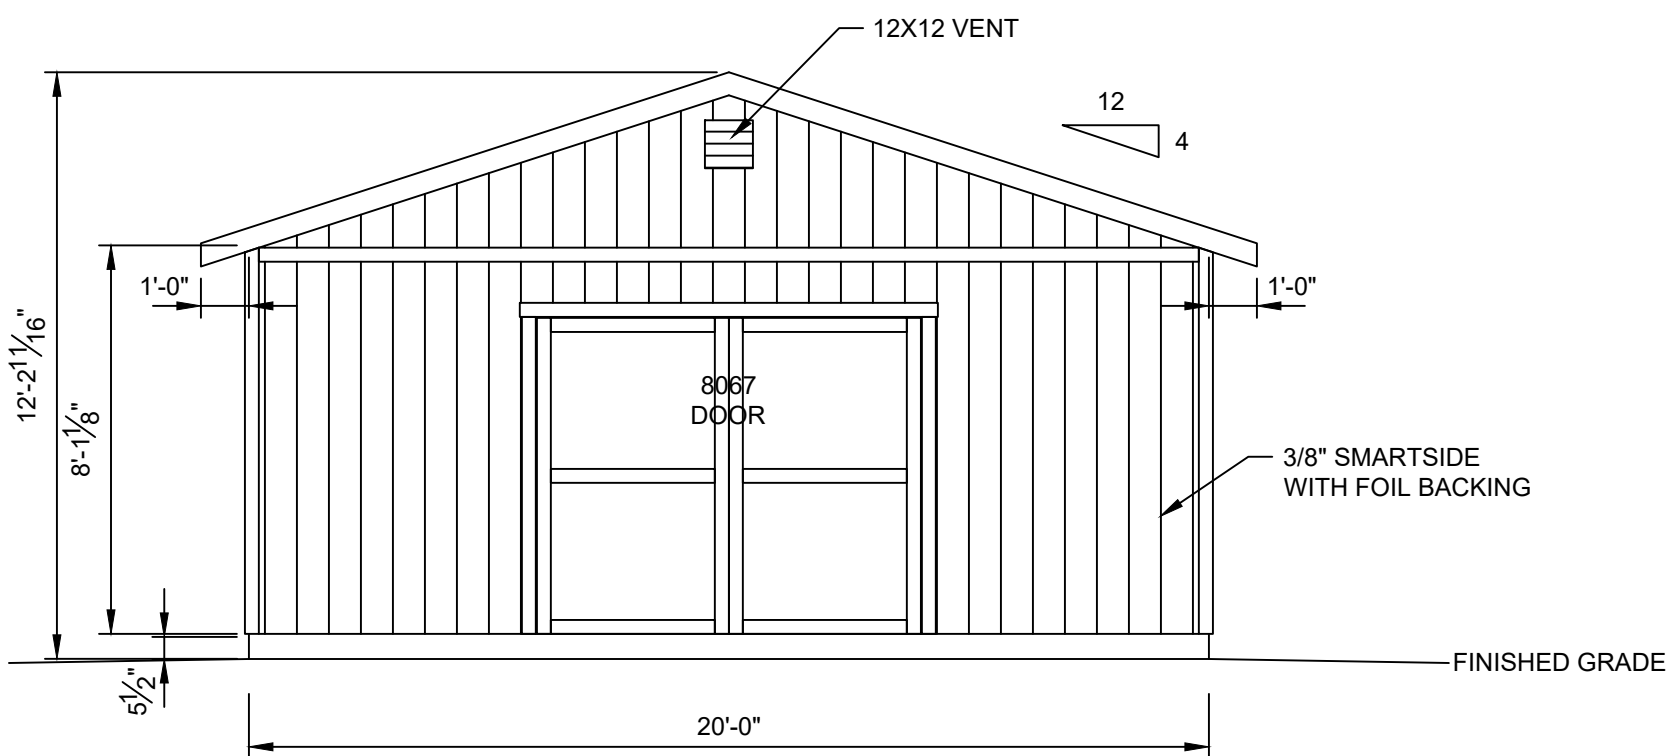 12X12 VENT
12
4
1'-0"
1'-0"
12'-2 11/16"
8'-1 1/8"
8067
DOOR
3/8" SMARTSIDE
WITH FOIL BACKING
FINISHED GRADE
5 1/2"
20'-0"